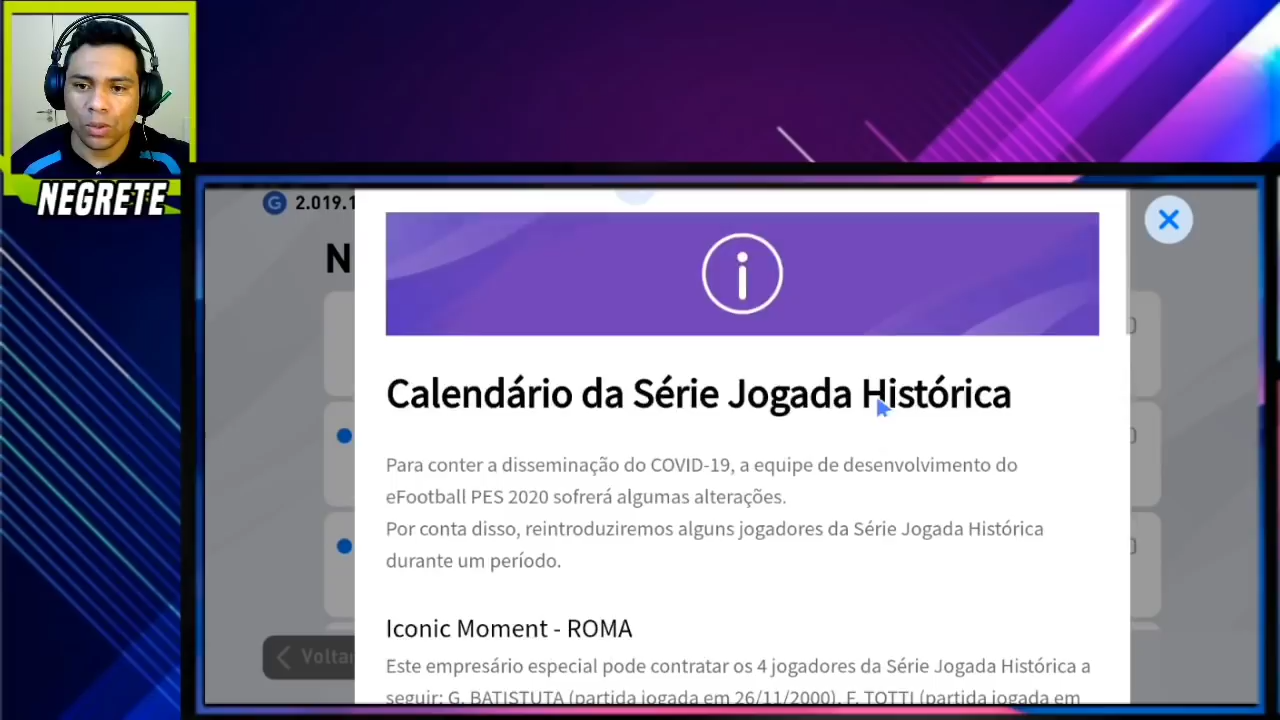 NEGRETE
2.019.1
N
Calendário da Série Jogada Histórica
Para conter a disseminação do COVID-19, a equipe de desenvolvimento do
eFootball PES 2020 sofrerá algumas alterações.
Por conta disso, reintroduziremos alguns jogadores da Série Jogada Histórica
durante um período.
Iconic Moment - ROMA
Este empresário especial pode contratar os 4 jogadores da Série Jogada Histórica a
seguir: G. BATISTUTA (partida jogada em 26/11/2000), F. TOTTI (partida jogada em
Voltar